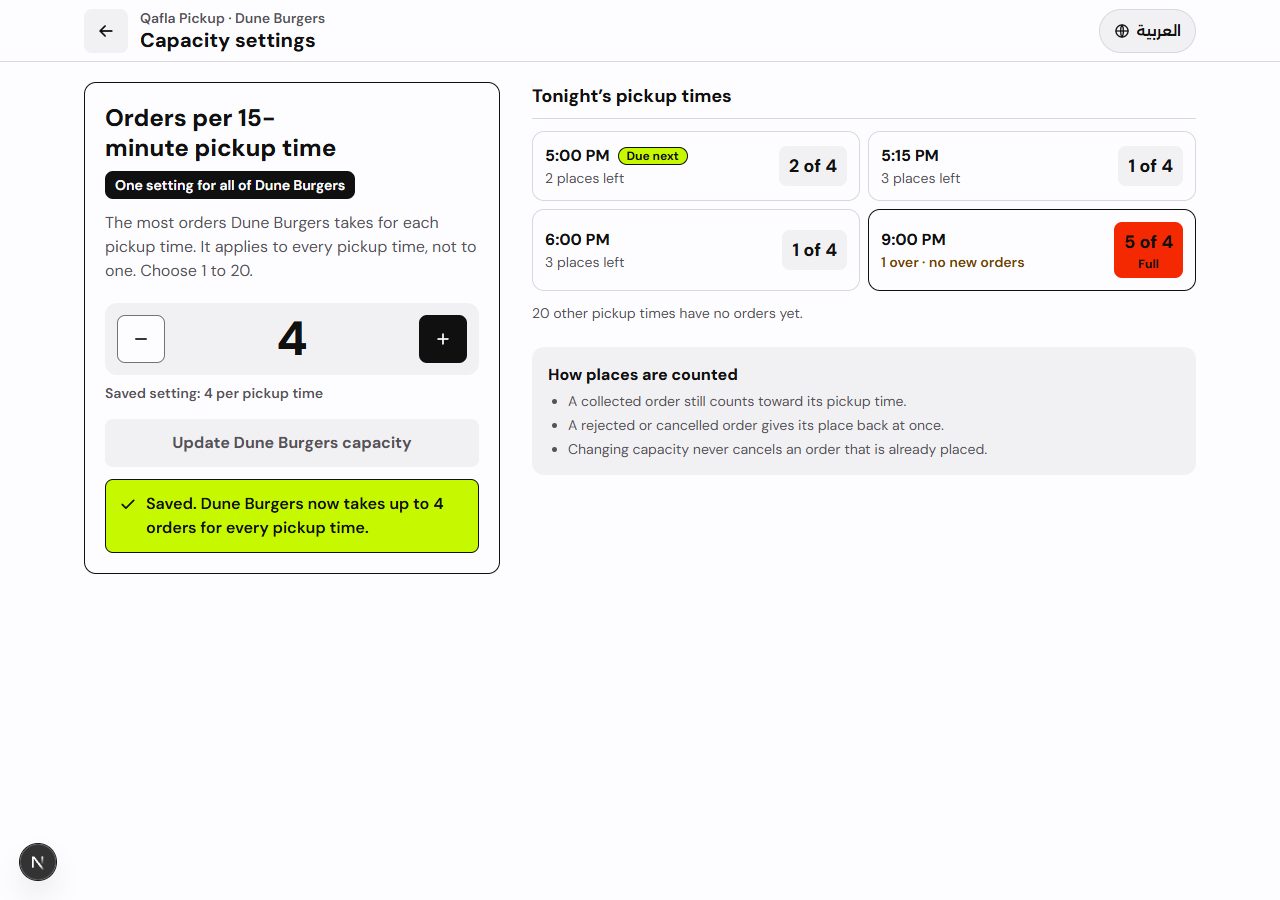 Qafla Pickup · Dune Burgers
Capacity settings
العربية
Orders per 15-
minute pickup time
One setting for all of Dune Burgers
The most orders Dune Burgers takes for each
pickup time. It applies to every pickup time, not to
one. Choose 1 to 20.
−
4
+
Saved setting: 4 per pickup time
Update Dune Burgers capacity
Saved. Dune Burgers now takes up to 4
orders for every pickup time.
Tonight’s pickup times
5:00 PM Due next
2 places left
2 of 4
5:15 PM
3 places left
1 of 4
6:00 PM
3 places left
1 of 4
9:00 PM
1 over · no new orders
5 of 4
Full
20 other pickup times have no orders yet.
How places are counted
• A collected order still counts toward its pickup time.
• A rejected or cancelled order gives its place back at once.
• Changing capacity never cancels an order that is already placed.
N